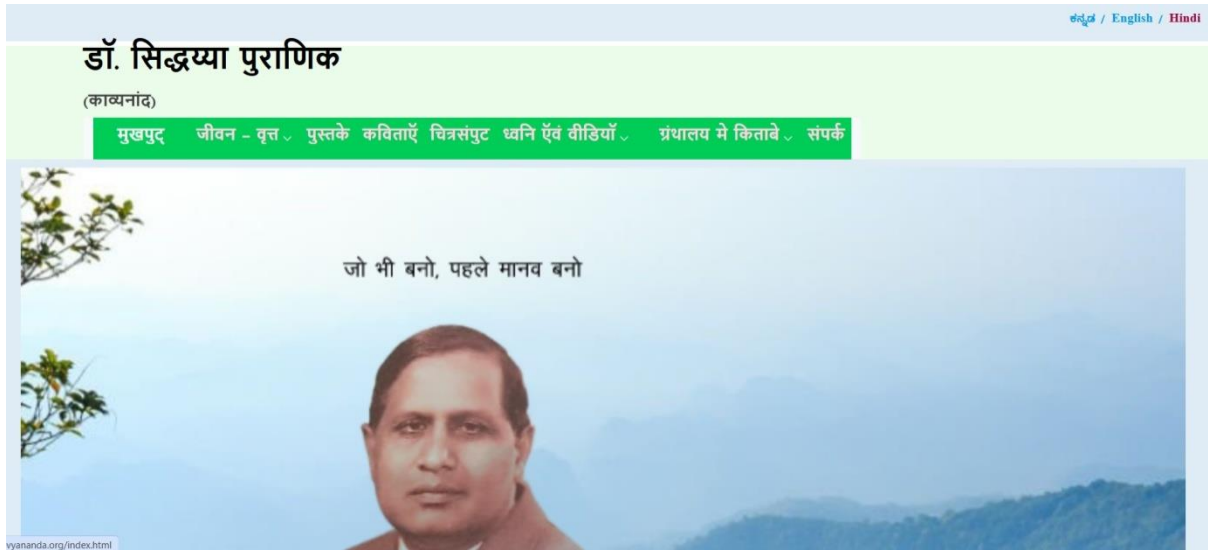 ಕನ್ನಡ / English / Hindi
डॉ. सिद्धय्या पुराणिक
(काव्यनांद)
मुखपुट् जीवन – वृत्त पुस्तके कविताएँ चित्रसंपुट ध्वनि ऍवं वीडियॉ ग्रंथालय मे किताबे संपर्क
जो भी बनो, पहले मानव बनो
vyananda.org/index.html